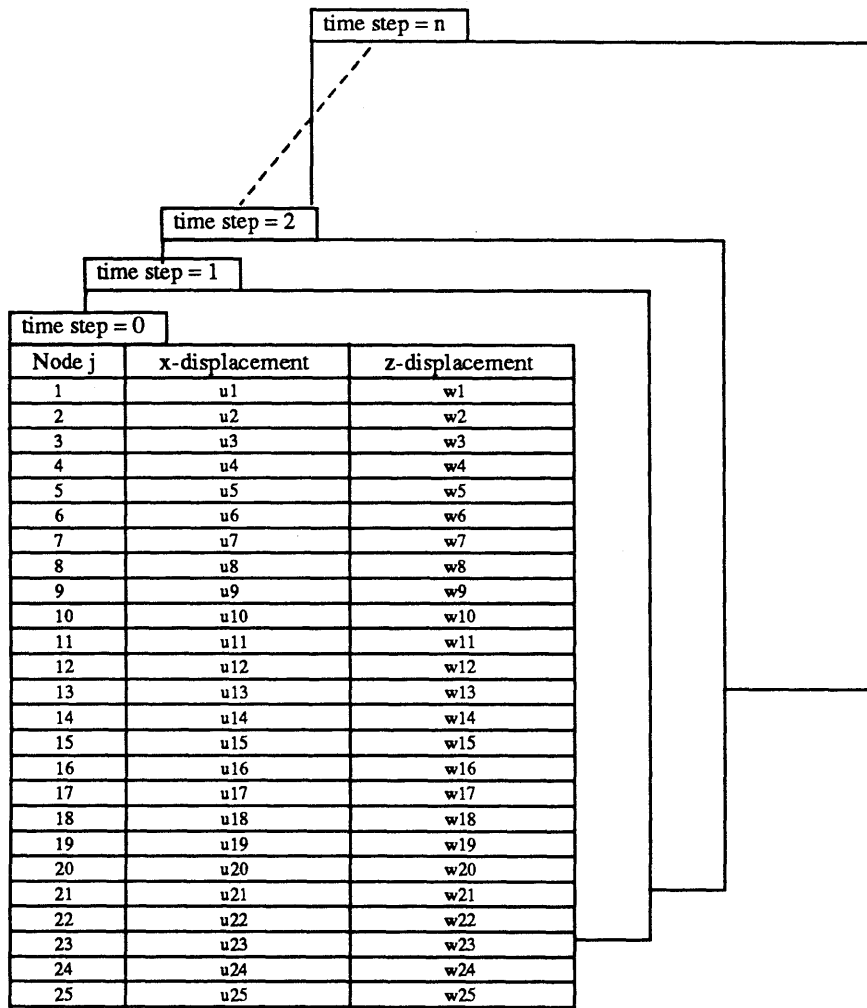 time step = n
time step = 2
time step = 1
time step = 0
Node j x-displacement z-displacement
1 u1 w1
2 u2 w2
3 u3 w3
4 u4 w4
5 u5 w5
6 u6 w6
7 u7 w7
8 u8 w8
9 u9 w9
10 u10 w10
11 u11 w11
12 u12 w12
13 u13 w13
14 u14 w14
15 u15 w15
16 u16 w16
17 u17 w17
18 u18 w18
19 u19 w19
20 u20 w20
21 u21 w21
22 u22 w22
23 u23 w23
24 u24 w24
25 u25 w25